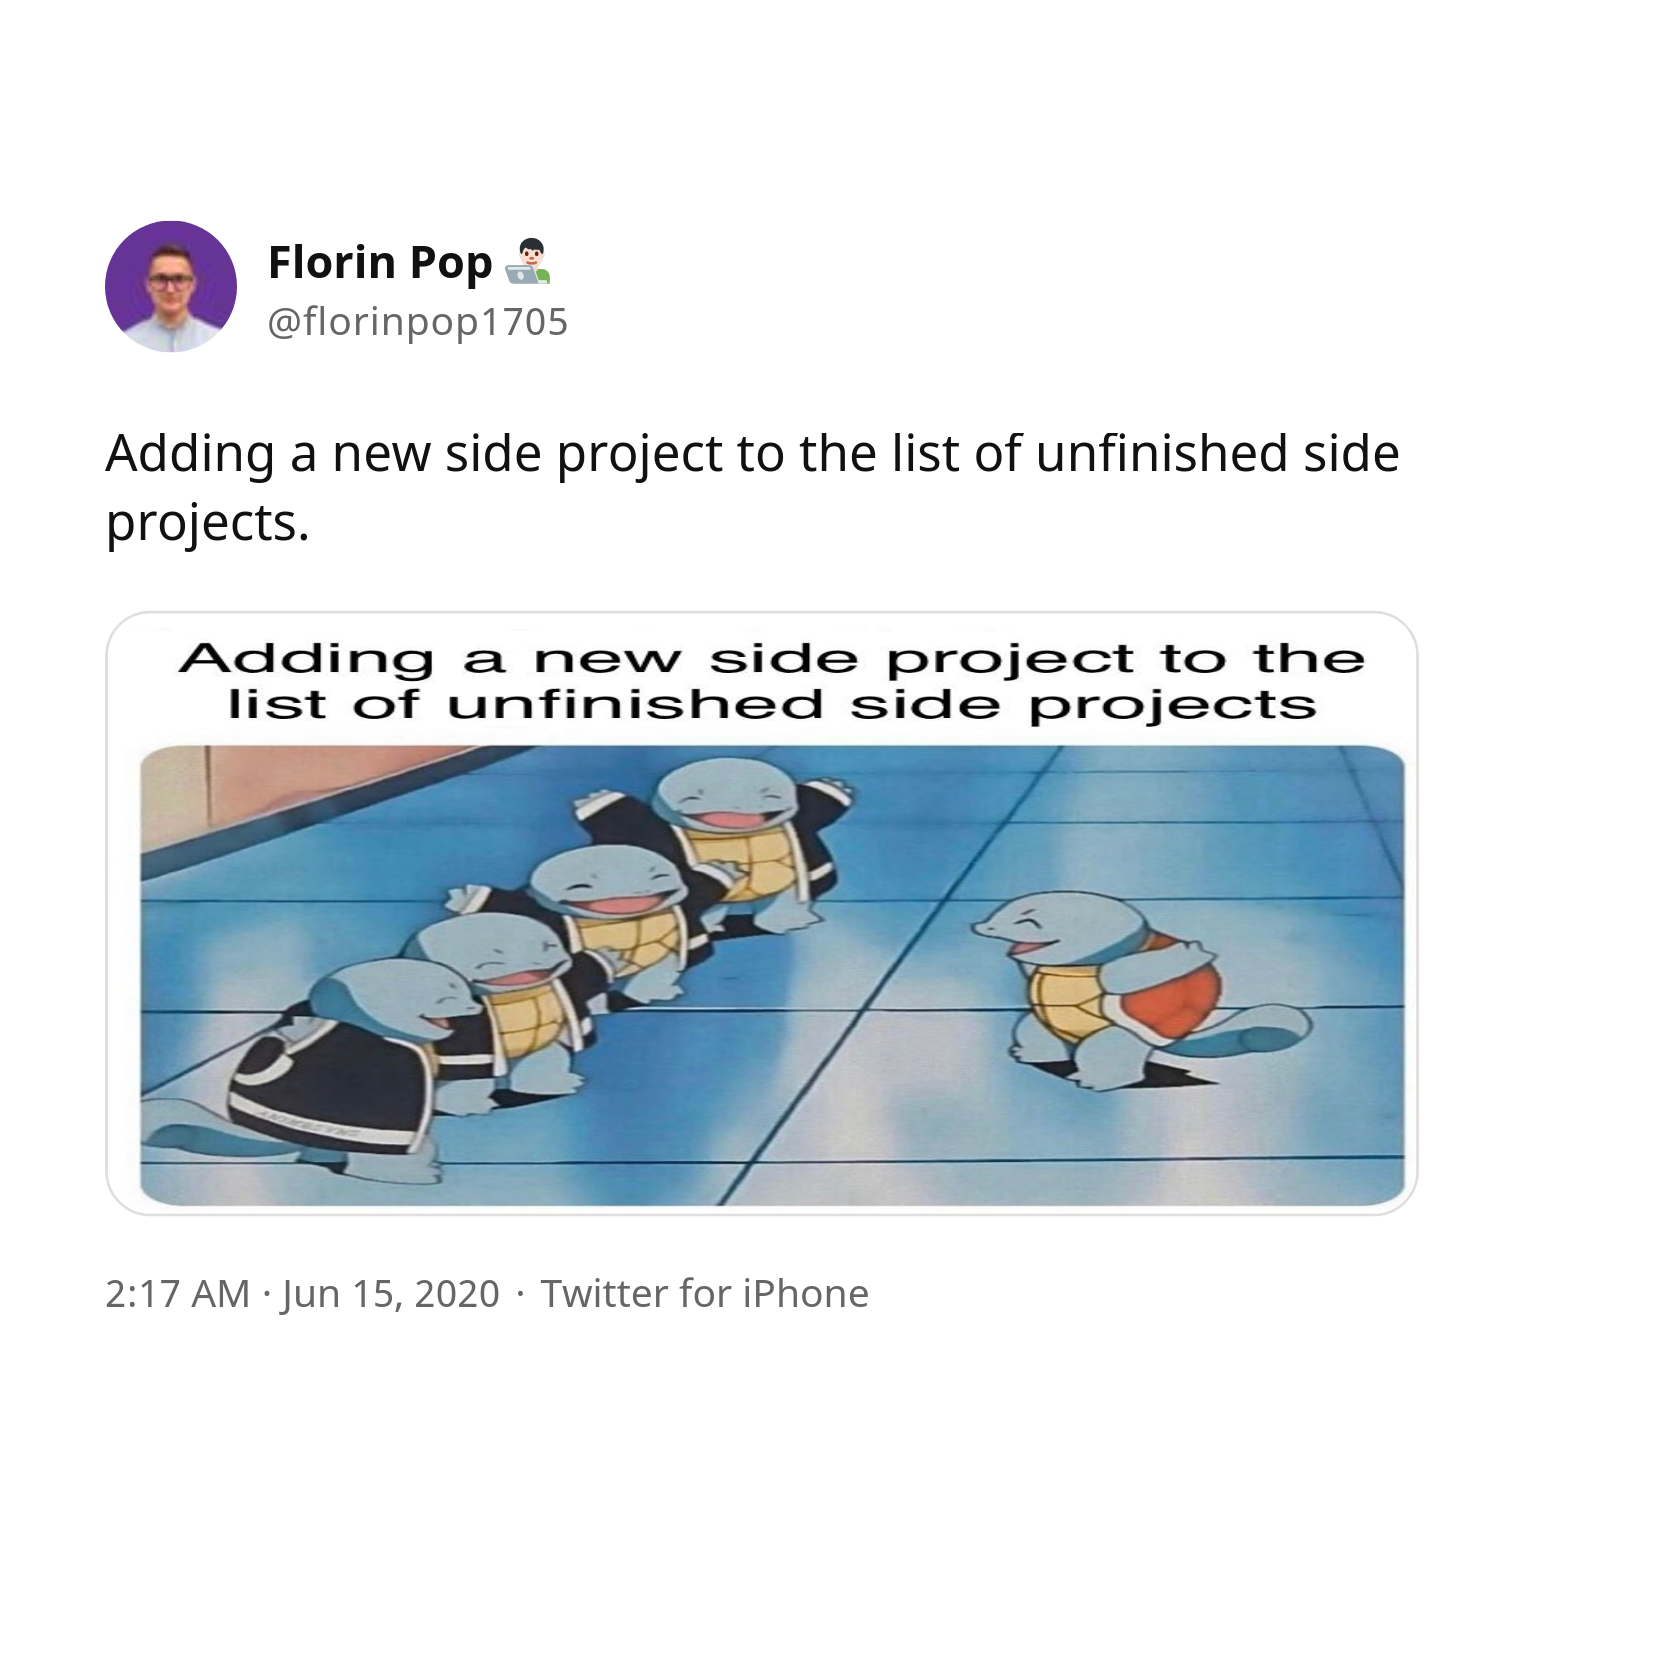 Florin Pop 👨🏻‍💻
@florinpop1705
Adding a new side project to the list of unfinished side
projects.
Adding a new side project to the
list of unfinished side projects
2:17 AM · Jun 15, 2020 · Twitter for iPhone